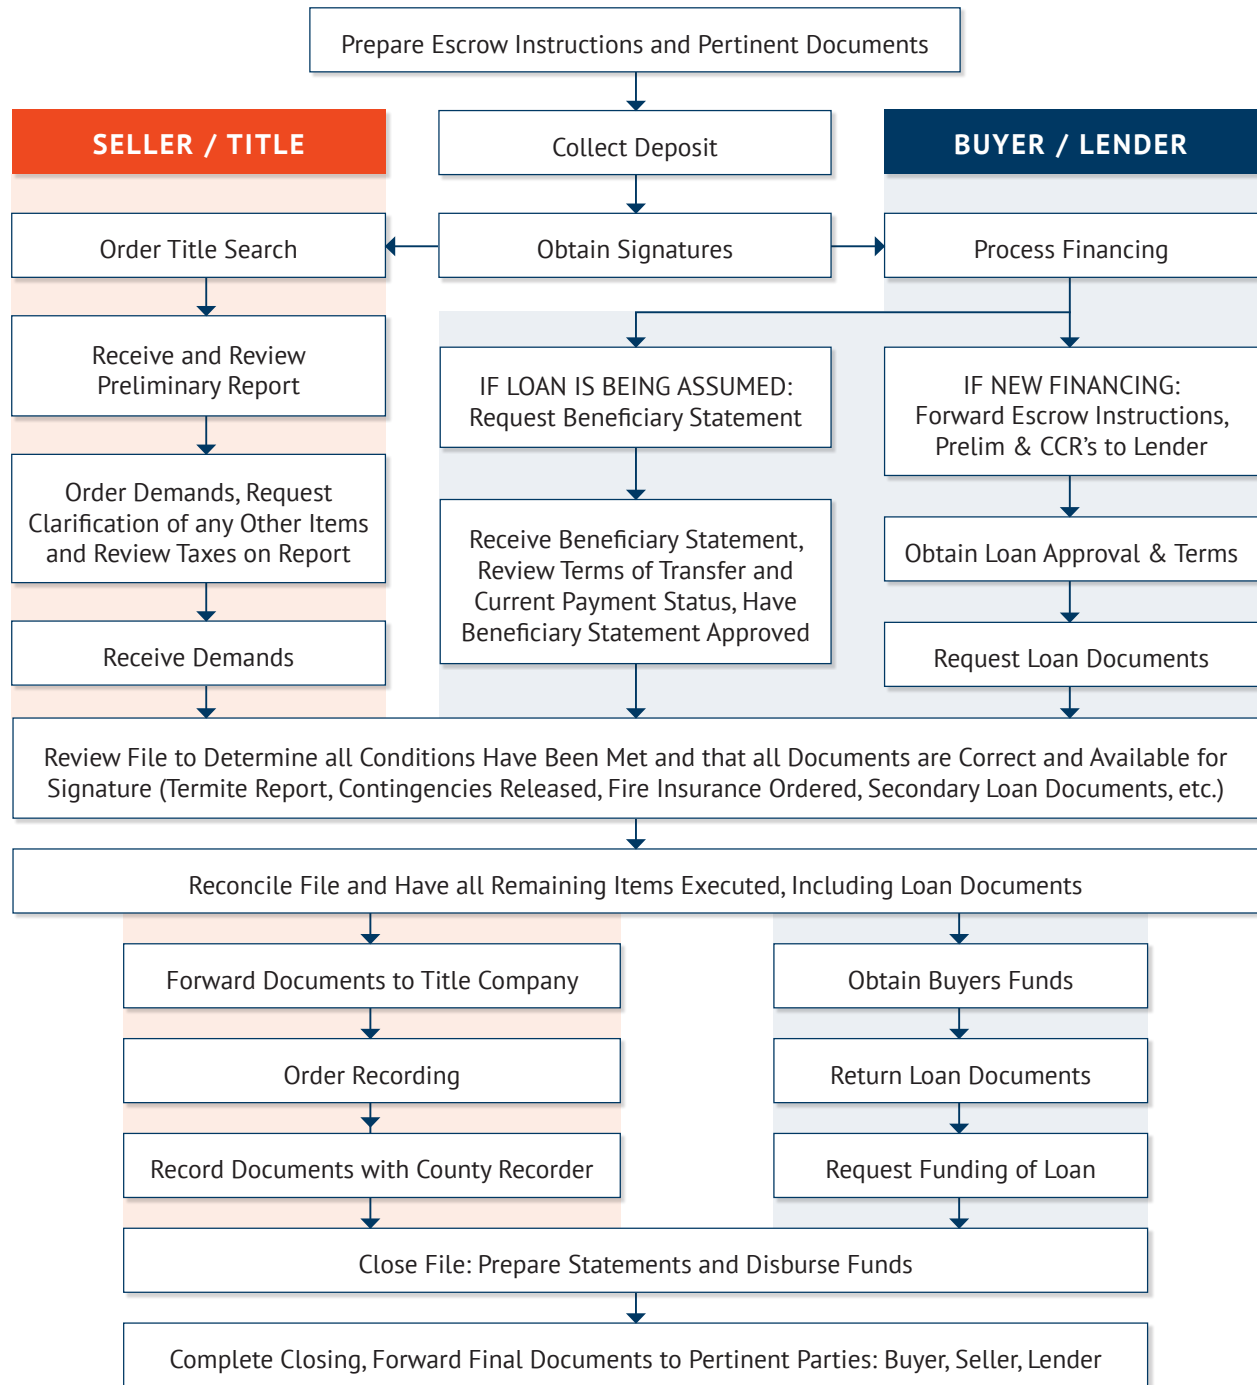 Prepare Escrow Instructions and Pertinent Documents
SELLER / TITLE
Collect Deposit
BUYER / LENDER
Order Title Search
Obtain Signatures
Process Financing
Receive and Review
Preliminary Report
IF LOAN IS BEING ASSUMED:
Request Beneficiary Statement
IF NEW FINANCING:
Forward Escrow Instructions,
Prelim & CCR’s to Lender
Order Demands, Request
Clarification of any Other Items
and Review Taxes on Report
Receive Beneficiary Statement,
Review Terms of Transfer and
Current Payment Status, Have
Beneficiary Statement Approved
Obtain Loan Approval & Terms
Receive Demands
Request Loan Documents
Review File to Determine all Conditions Have Been Met and that all Documents are Correct and Available for
Signature (Termite Report, Contingencies Released, Fire Insurance Ordered, Secondary Loan Documents, etc.)
Reconcile File and Have all Remaining Items Executed, Including Loan Documents
Forward Documents to Title Company
Obtain Buyers Funds
Order Recording
Return Loan Documents
Record Documents with County Recorder
Request Funding of Loan
Close File: Prepare Statements and Disburse Funds
Complete Closing, Forward Final Documents to Pertinent Parties: Buyer, Seller, Lender